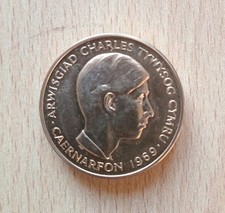 ARWISGIAD CHARLES TYWYSOG CYMRU
CAERNARFON 1969